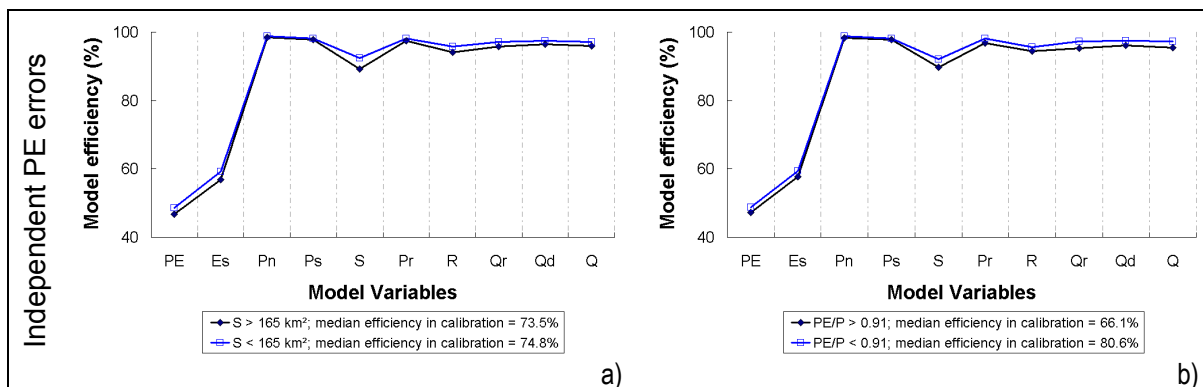 Independent PE errors
Model efficiency (%)
100
80
60
40
PE Es Pn Ps S Pr R Qr Qd Q
Model Variables
S > 165 km²; median efficiency in calibration = 73.5%
S < 165 km²; median efficiency in calibration = 74.8%
a)
Model efficiency (%)
100
80
60
40
PE Es Pn Ps S Pr R Qr Qd Q
Model Variables
PE/P > 0.91; median efficiency in calibration = 66.1%
PE/P < 0.91; median efficiency in calibration = 80.6%
b)